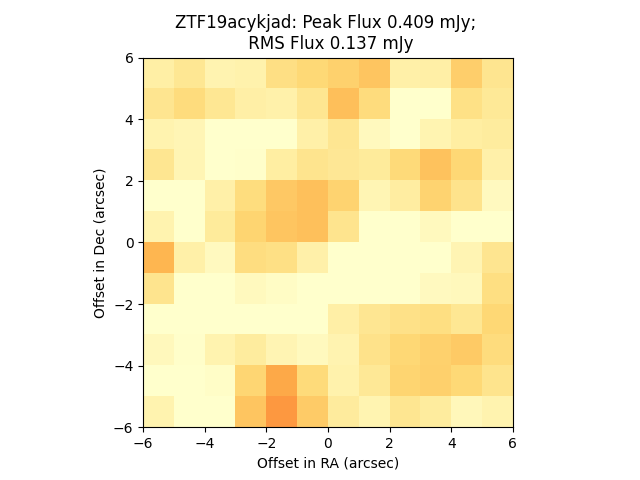 ZTF19acykjad: Peak Flux 0.409 mJy;
RMS Flux 0.137 mJy
6
4
2
0
−2
−4
−6
Offset in Dec (arcsec)
−6 −4 −2 0 2 4 6
Offset in RA (arcsec)